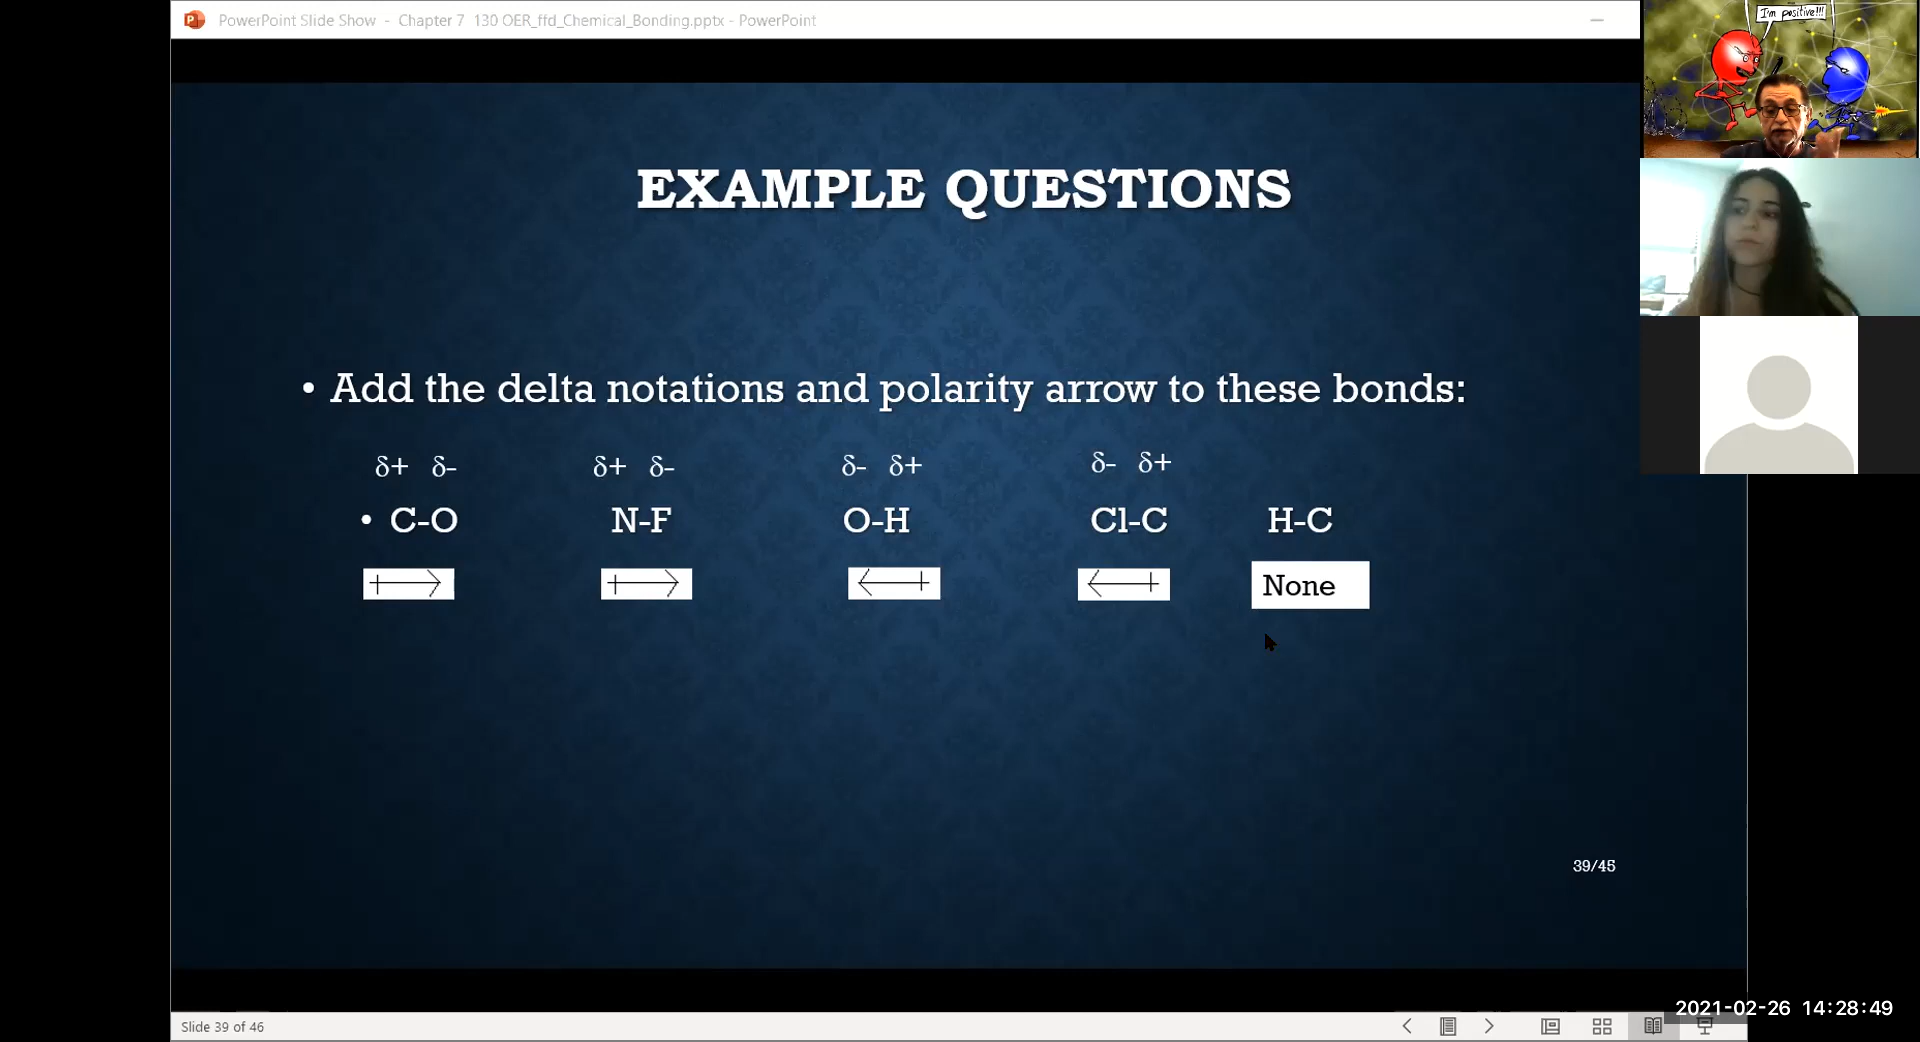 PowerPoint Slide Show - Chapter 7 130 OER_ffd_Chemical_Bonding.pptx - PowerPoint
I'm positive!!!
EXAMPLE QUESTIONS
• Add the delta notations and polarity arrow to these bonds:
δ+ δ- δ+ δ- δ- δ+ δ- δ+
• C-O N-F O-H Cl-C H-C
None
39/45
2021-02-26 14:28:49
Slide 39 of 46